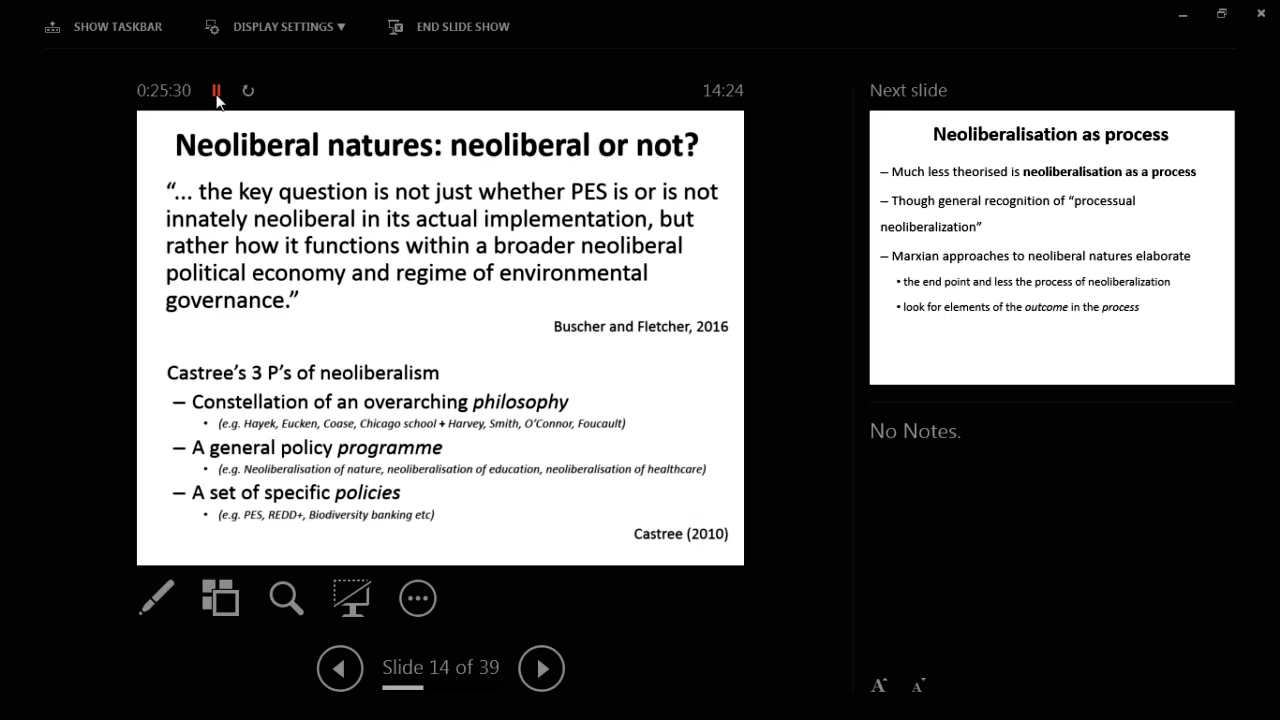 SHOW TASKBAR
DISPLAY SETTINGS ▼
END SLIDE SHOW
0:25:30
14:24
Neoliberal natures: neoliberal or not?
“... the key question is not just whether PES is or is not
innately neoliberal in its actual implementation, but
rather how it functions within a broader neoliberal
political economy and regime of environmental
governance.”
Buscher and Fletcher, 2016
Castree’s 3 P’s of neoliberalism
– Constellation of an overarching philosophy
• (e.g. Hayek, Eucken, Coase, Chicago school + Harvey, Smith, O’Connor, Foucault)
– A general policy programme
• (e.g. Neoliberalisation of nature, neoliberalisation of education, neoliberalisation of healthcare)
– A set of specific policies
• (e.g. PES, REDD+, Biodiversity banking etc)
Castree (2010)
Slide 14 of 39
Next slide
Neoliberalisation as process
– Much less theorised is neoliberalisation as a process
– Though general recognition of “processual
neoliberalization”
– Marxian approaches to neoliberal natures elaborate
• the end point and less the process of neoliberalization
• look for elements of the outcome in the process
No Notes.
A A